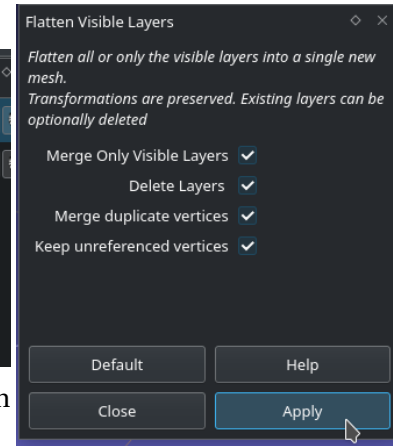 Flatten Visible Layers
Flatten all or only the visible layers into a single new
mesh.
Transformations are preserved. Existing layers can be
optionally deleted
Merge Only Visible Layers
Delete Layers
Merge duplicate vertices
Keep unreferenced vertices
Default Help
Close Apply